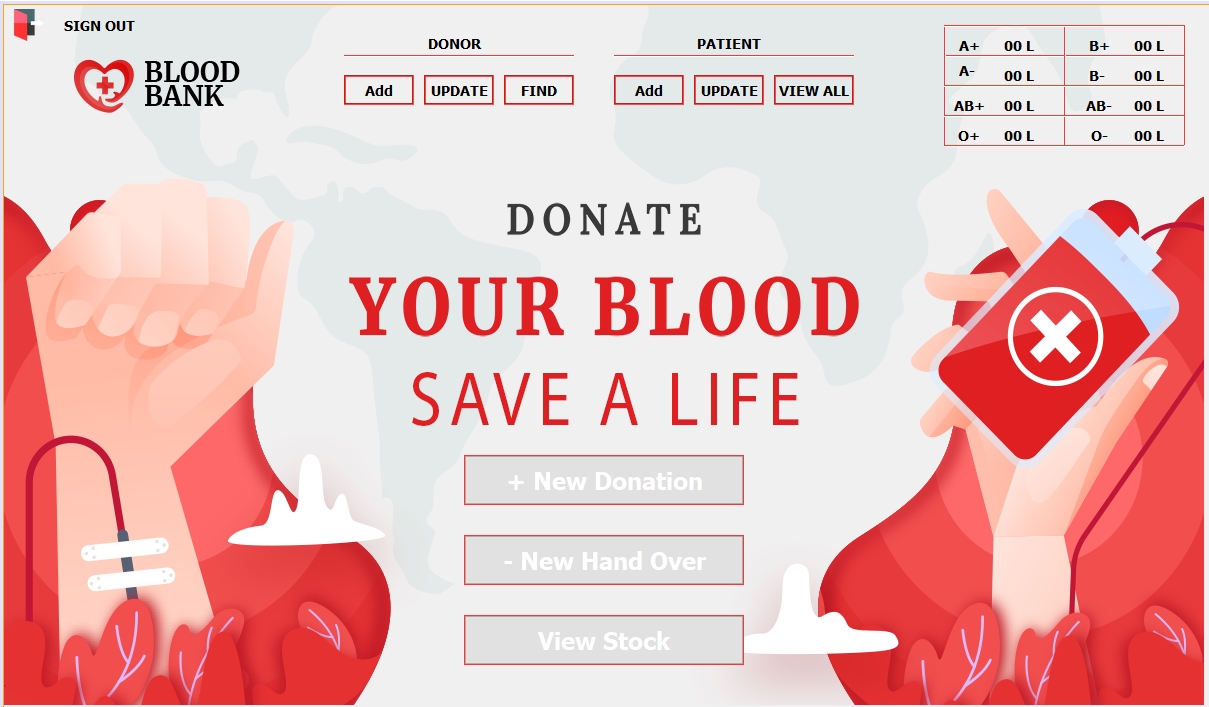 SIGN OUT
BLOOD
BANK
DONOR
Add UPDATE FIND
PATIENT
Add UPDATE VIEW ALL
A+ 00 L B+ 00 L
A- 00 L B- 00 L
AB+ 00 L AB- 00 L
O+ 00 L O- 00 L
DONATE
YOUR BLOOD
SAVE A LIFE
+ New Donation
- New Hand Over
View Stock